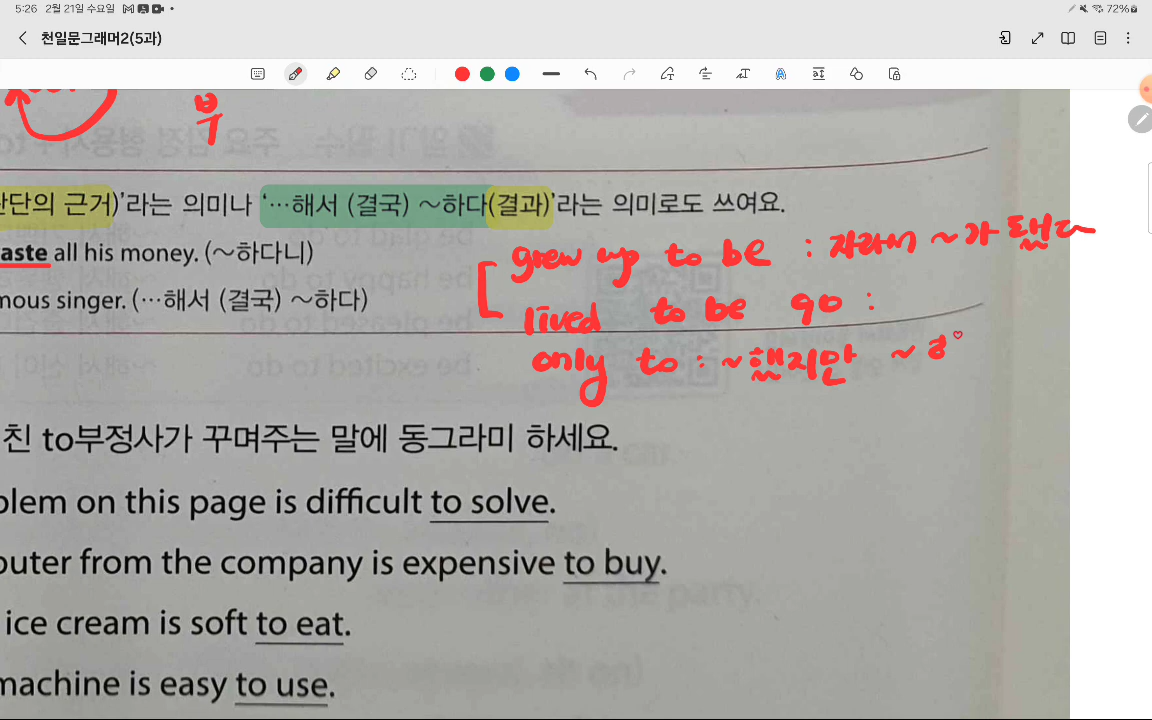 5:26 2월 21일 수요일
72%
천일문그래머2(5과)
부
단의 근거)’라는 의미나 ‘…해서 (결국) ~하다(결과)’라는 의미로도 쓰여요.
aste all his money. (~하다니)
grew up to be : 자라서 ~가 됐다
mous singer. (…해서 (결국) ~하다)
lived to be 90 :
only to : ~했지만 ~
친 to부정사가 꾸며주는 말에 동그라미 하세요.
blem on this page is difficult to solve.
outer from the company is expensive to buy.
ice cream is soft to eat.
machine is easy to use.